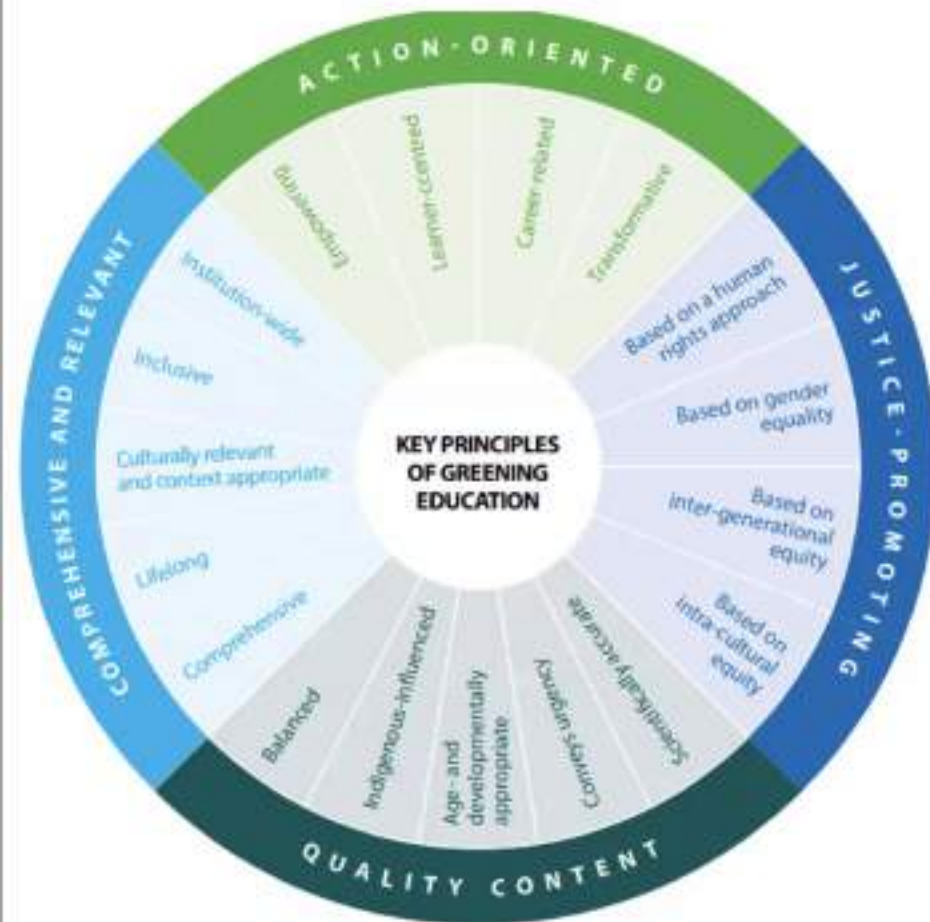 ACTION-ORIENTED
Empowering
Learner-centred
Career-related
Transformative
JUSTICE-PROMOTING
Based on a human
rights approach
Based on gender
equality
Based on
inter-generational
equity
Based on
intra-cultural
equity
QUALITY CONTENT
Scientifically accurate
Conveys urgency
Age- and
developmentally
appropriate
Indigenous-influenced
Balanced
COMPREHENSIVE AND RELEVANT
Comprehensive
Lifelong
Culturally relevant
and context appropriate
Inclusive
Institution-wide
KEY PRINCIPLES
OF GREENING
EDUCATION